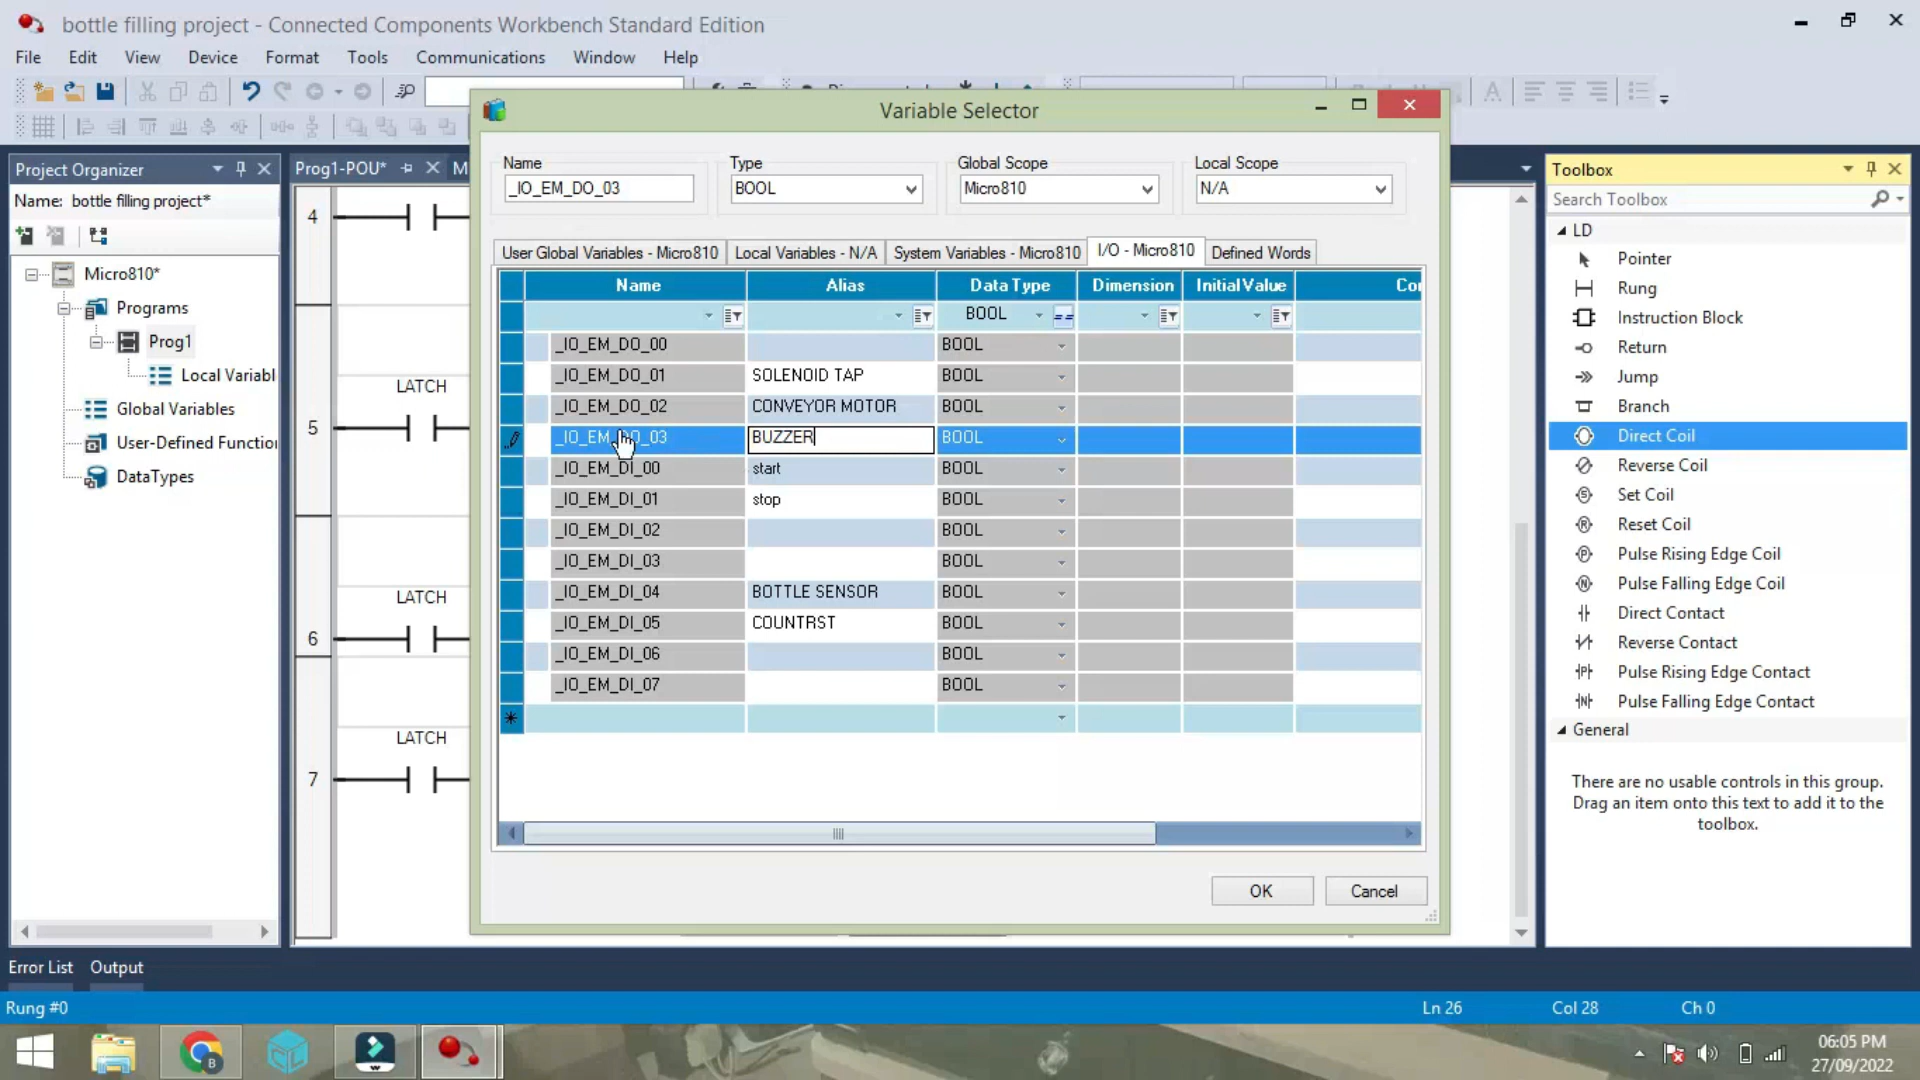 bottle filling project - Connected Components Workbench Standard Edition
File Edit View Device Format Tools Communications Window Help
Variable Selector
Project Organizer
Name: bottle filling project*
Micro810*
Programs
Prog1
Local Variabl
Global Variables
User-Defined Function
DataTypes
Prog1-POU*
4
LATCH
5
LATCH
6
LATCH
7
Name
_IO_EM_DO_03
Type
BOOL
Global Scope
Micro810
Local Scope
N/A
User Global Variables - Micro810 Local Variables - N/A System Variables - Micro810 I/O - Micro810 Defined Words
Name Alias Data Type Dimension Initial Value Cor
BOOL
_IO_EM_DO_00 BOOL
_IO_EM_DO_01 SOLENOID TAP BOOL
_IO_EM_DO_02 CONVEYOR MOTOR BOOL
_IO_EM_DO_03 BUZZER BOOL
_IO_EM_DI_00 start BOOL
_IO_EM_DI_01 stop BOOL
_IO_EM_DI_02 BOOL
_IO_EM_DI_03 BOOL
_IO_EM_DI_04 BOTTLE SENSOR BOOL
_IO_EM_DI_05 COUNTRST BOOL
_IO_EM_DI_06 BOOL
_IO_EM_DI_07 BOOL
OK Cancel
Toolbox
Search Toolbox
LD
Pointer
Rung
Instruction Block
Return
Jump
Branch
Direct Coil
Reverse Coil
Set Coil
Reset Coil
Pulse Rising Edge Coil
Pulse Falling Edge Coil
Direct Contact
Reverse Contact
Pulse Rising Edge Contact
Pulse Falling Edge Contact
General
There are no usable controls in this group.
Drag an item onto this text to add it to the
toolbox.
Error List Output
Rung #0 Ln 26 Col 28 Ch 0
06:05 PM
27/09/2022